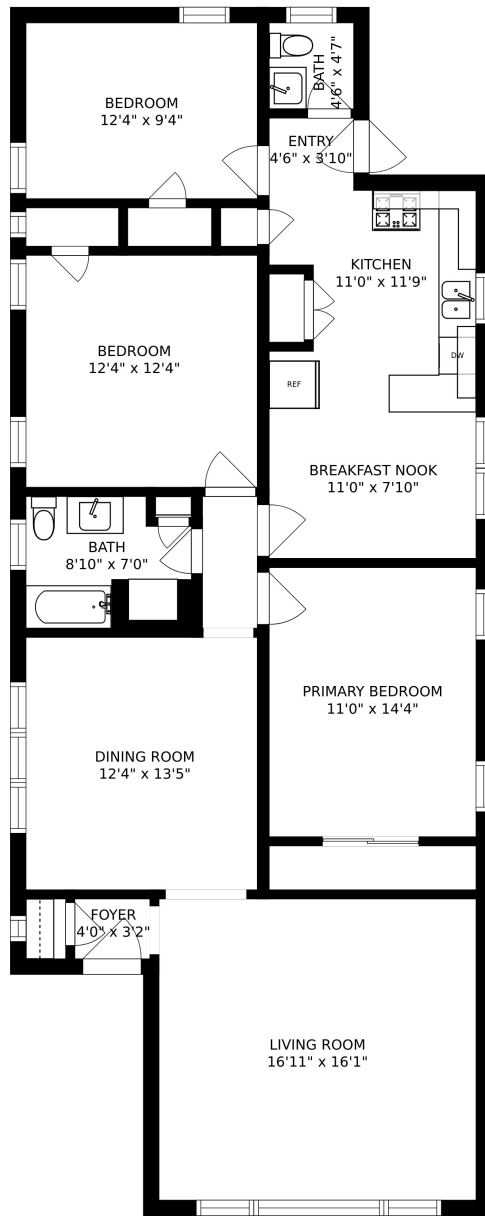 BEDROOM
12'4" x 9'4"
BATH
4'6" x 4'7"
ENTRY
4'6" x 3'10"
KITCHEN
11'0" x 11'9"
BEDROOM
12'4" x 12'4"
DW
REF
BREAKFAST NOOK
11'0" x 7'10"
BATH
8'10" x 7'0"
PRIMARY BEDROOM
11'0" x 14'4"
DINING ROOM
12'4" x 13'5"
FOYER
4'0" x 3'2"
LIVING ROOM
16'11" x 16'1"